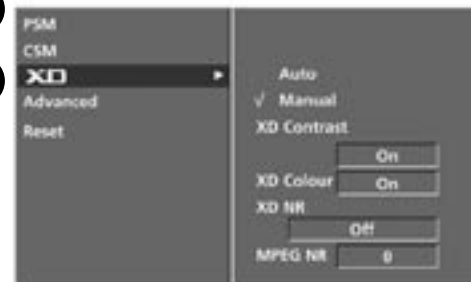 PSM
CSM
XD
Advanced
Reset
Auto
√ Manual
XD Contrast
On
XD Colour On
XD NR
Off
MPEG NR 0